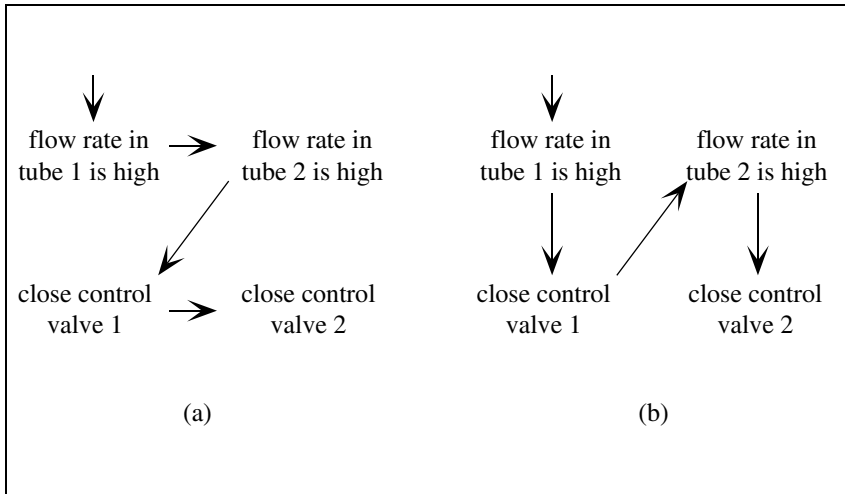 flow rate in
tube 1 is high
flow rate in
tube 2 is high
close control
valve 1
close control
valve 2
(a)
flow rate in
tube 1 is high
flow rate in
tube 2 is high
close control
valve 1
close control
valve 2
(b)